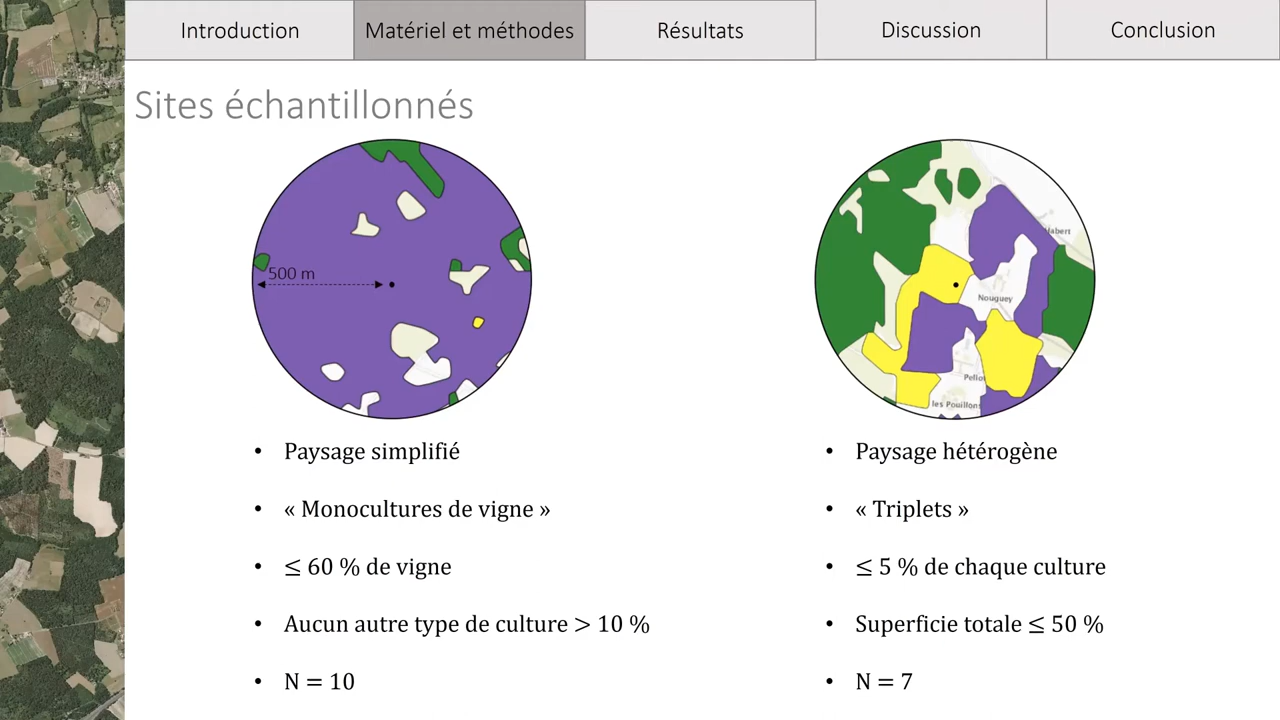 Introduction
Matériel et méthodes
Résultats
Discussion
Conclusion
Sites échantillonnés
500 m
Nouguey
les Pouillons
• Paysage simplifié
• « Monocultures de vigne »
• ≤ 60 % de vigne
• Aucun autre type de culture > 10 %
• N = 10
• Paysage hétérogène
• « Triplets »
• ≤ 5 % de chaque culture
• Superficie totale ≤ 50 %
• N = 7